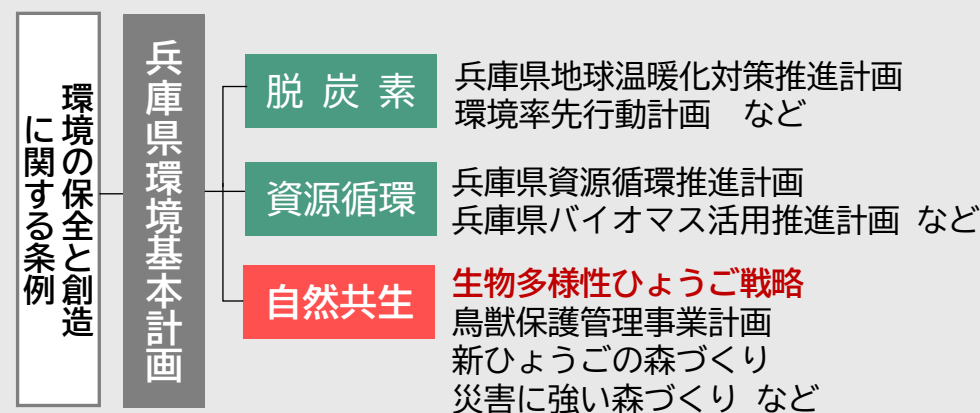 環境の保全と創造
に関する条例
兵庫県環境基本計画
脱炭素
兵庫県地球温暖化対策推進計画
環境率先行動計画　など
資源循環
兵庫県資源循環推進計画
兵庫県バイオマス活用推進計画 など
自然共生
生物多様性ひょうご戦略
鳥獣保護管理事業計画
新ひょうごの森づくり
災害に強い森づくり など